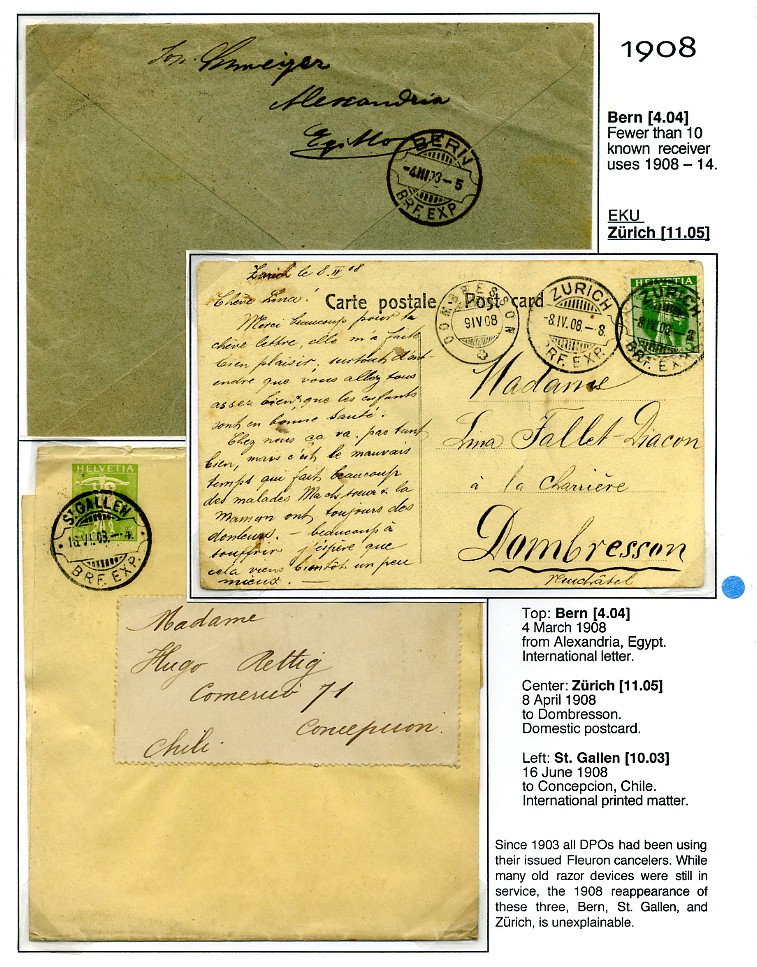 1908
Bern [4.04]
Fewer than 10
known receiver
uses 1908 – 14.
EKU
Zürich [11.05]
Alexandria
Egitto
BERN
-4.III.08-5
BRF. EXP.
Zürich le 8. IV 08
Chère Lina!
Merci beaucoup pour ta
chère lettre, elle m'a fait
bien plaisir, surtout d'ent
endre que vous allez tous
assez bien que les enfants
sont en bonne santé.
Chez nous ça va pas tant
bien, mais c'est le mauvais
temps qui fait beaucoup
des malades Ma sœur & la
Maman ont toujours des
douleurs. – beaucoup à
souffrir j'espère que
cela viens bientôt un peu
mieux. —
Carte postale – Post card
DOMBRESSON
9 IV 08
ZÜRICH
-8.IV.08.-8
BRF. EXP.
HELVETIA
ZÜRICH
8.IV.08
BRF. EXP.
Madame
Lina Fallet-Diacon
à la Charrière
Dombresson
Neuchâtel
HELVETIA
ST GALLEN
16.VI.08.-4.
BRF. EXP.
Madame
Hugo Rettig
Comercio 71
Concepcion.
Chili.
Top: Bern [4.04]
4 March 1908
from Alexandria, Egypt.
International letter.
Center: Zürich [11.05]
8 April 1908
to Dombresson.
Domestic postcard.
Left: St. Gallen [10.03]
16 June 1908
to Concepcion, Chile.
International printed matter.
Since 1903 all DPOs had been using
their issued Fleuron cancelers. While
many old razor devices were still in
service, the 1908 reappearance of
these three, Bern, St. Gallen, and
Zürich, is unexplainable.